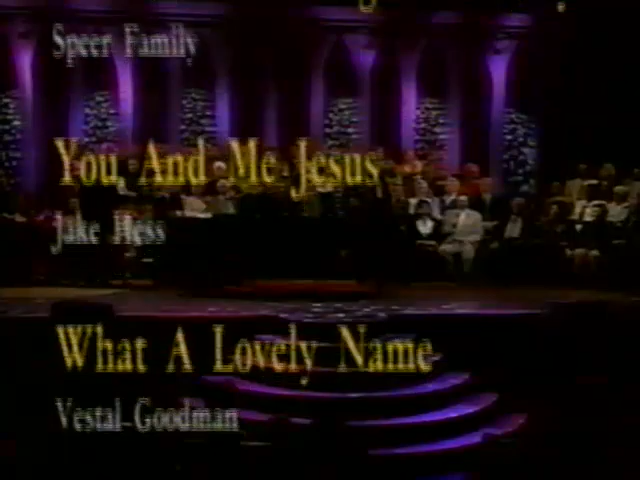 Speer Family
You And Me Jesus
Jake Hess
What A Lovely Name
Vestal Goodman